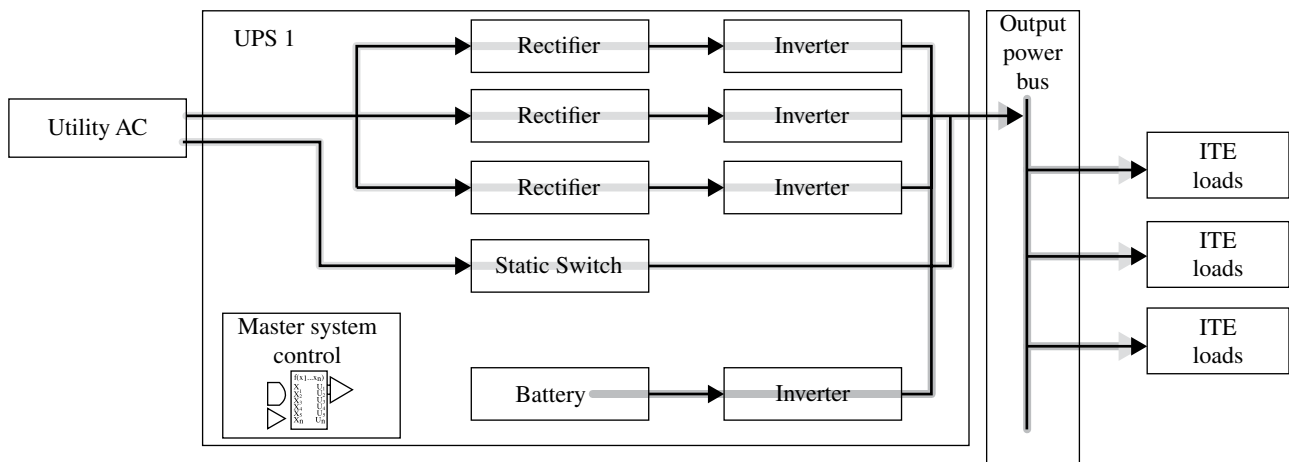 UPS 1
Output
power
bus
Rectifier
Inverter
Utility AC
Rectifier
Inverter
ITE
loads
Rectifier
Inverter
Static Switch
ITE
loads
Master system
control
ITE
loads
Battery
Inverter